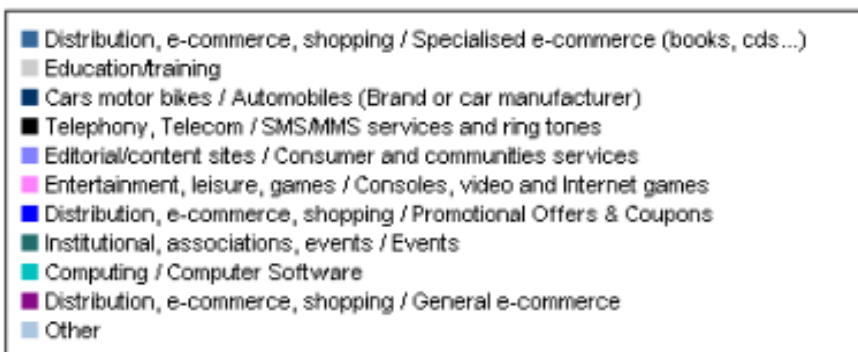 Distribution, e-commerce, shopping / Specialised e-commerce (books, cds...)
Education/training
Cars motor bikes / Automobiles (Brand or car manufacturer)
Telephony, Telecom / SMS/MMS services and ring tones
Editorial/content sites / Consumer and communities services
Entertainment, leisure, games / Consoles, video and Internet games
Distribution, e-commerce, shopping / Promotional Offers & Coupons
Institutional, associations, events / Events
Computing / Computer Software
Distribution, e-commerce, shopping / General e-commerce
Other